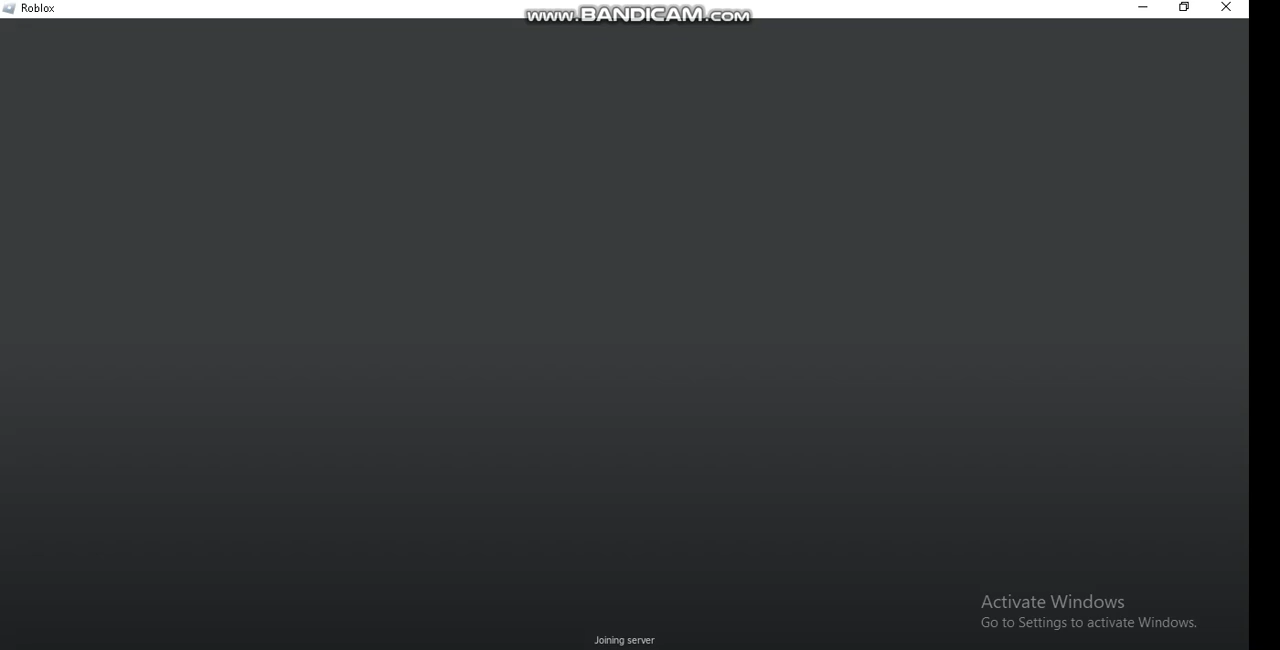 Roblox
www.BANDICAM.com
Activate Windows
Go to Settings to activate Windows.
Joining server